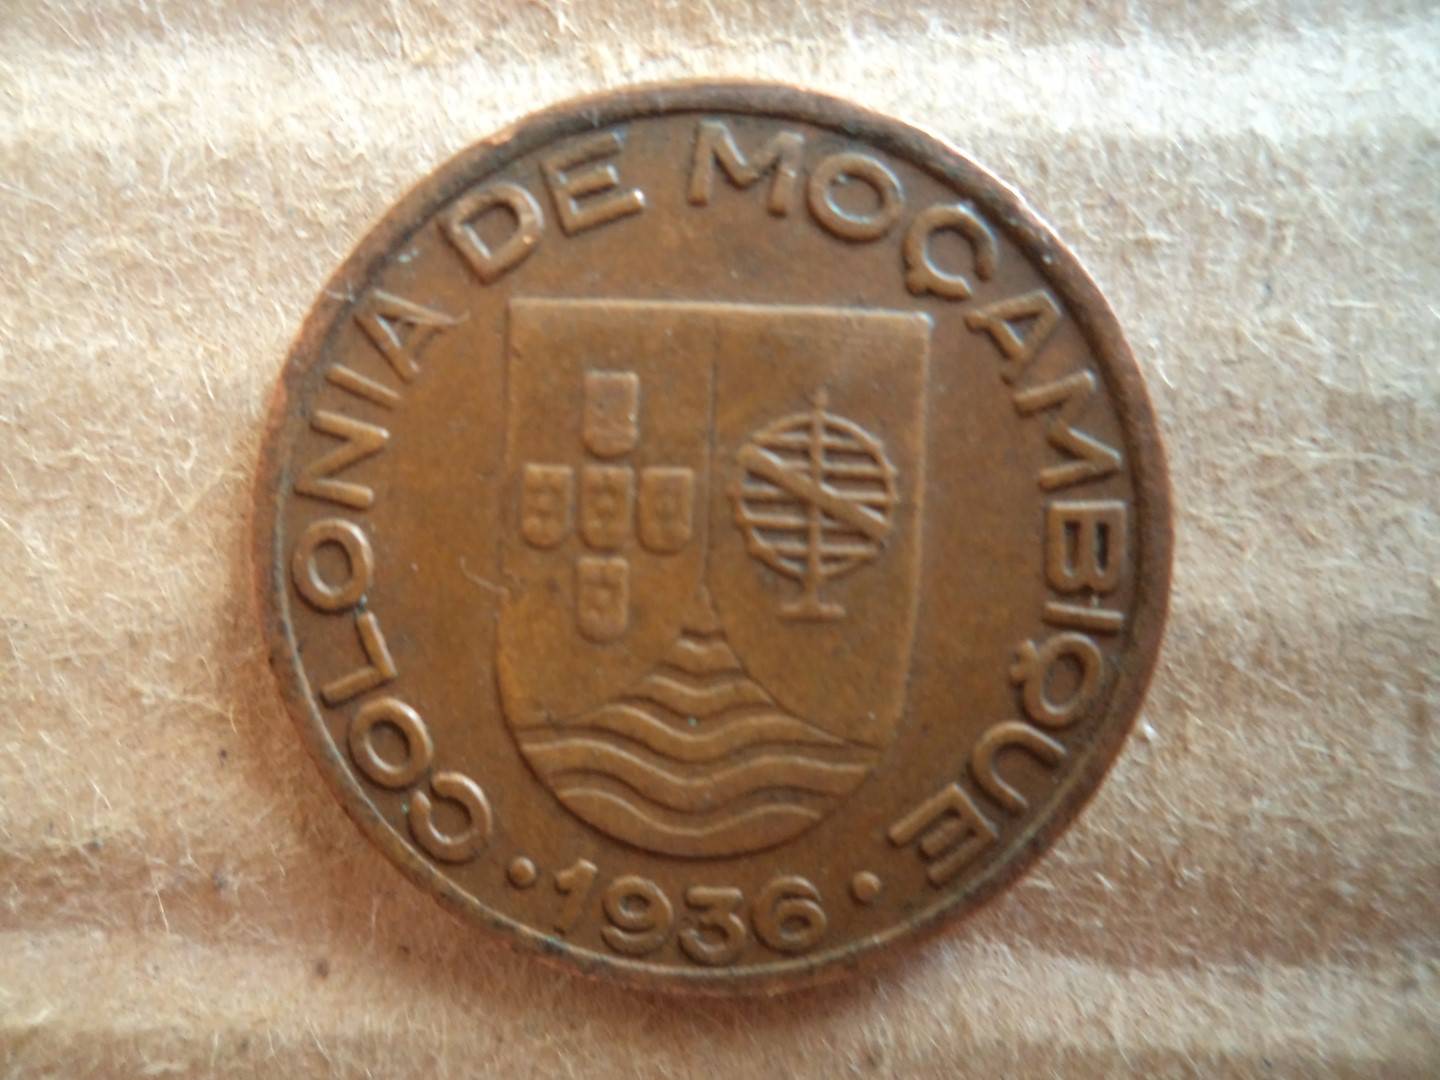 COLONIA DE MOÇAMBIQUE
· 1936 ·